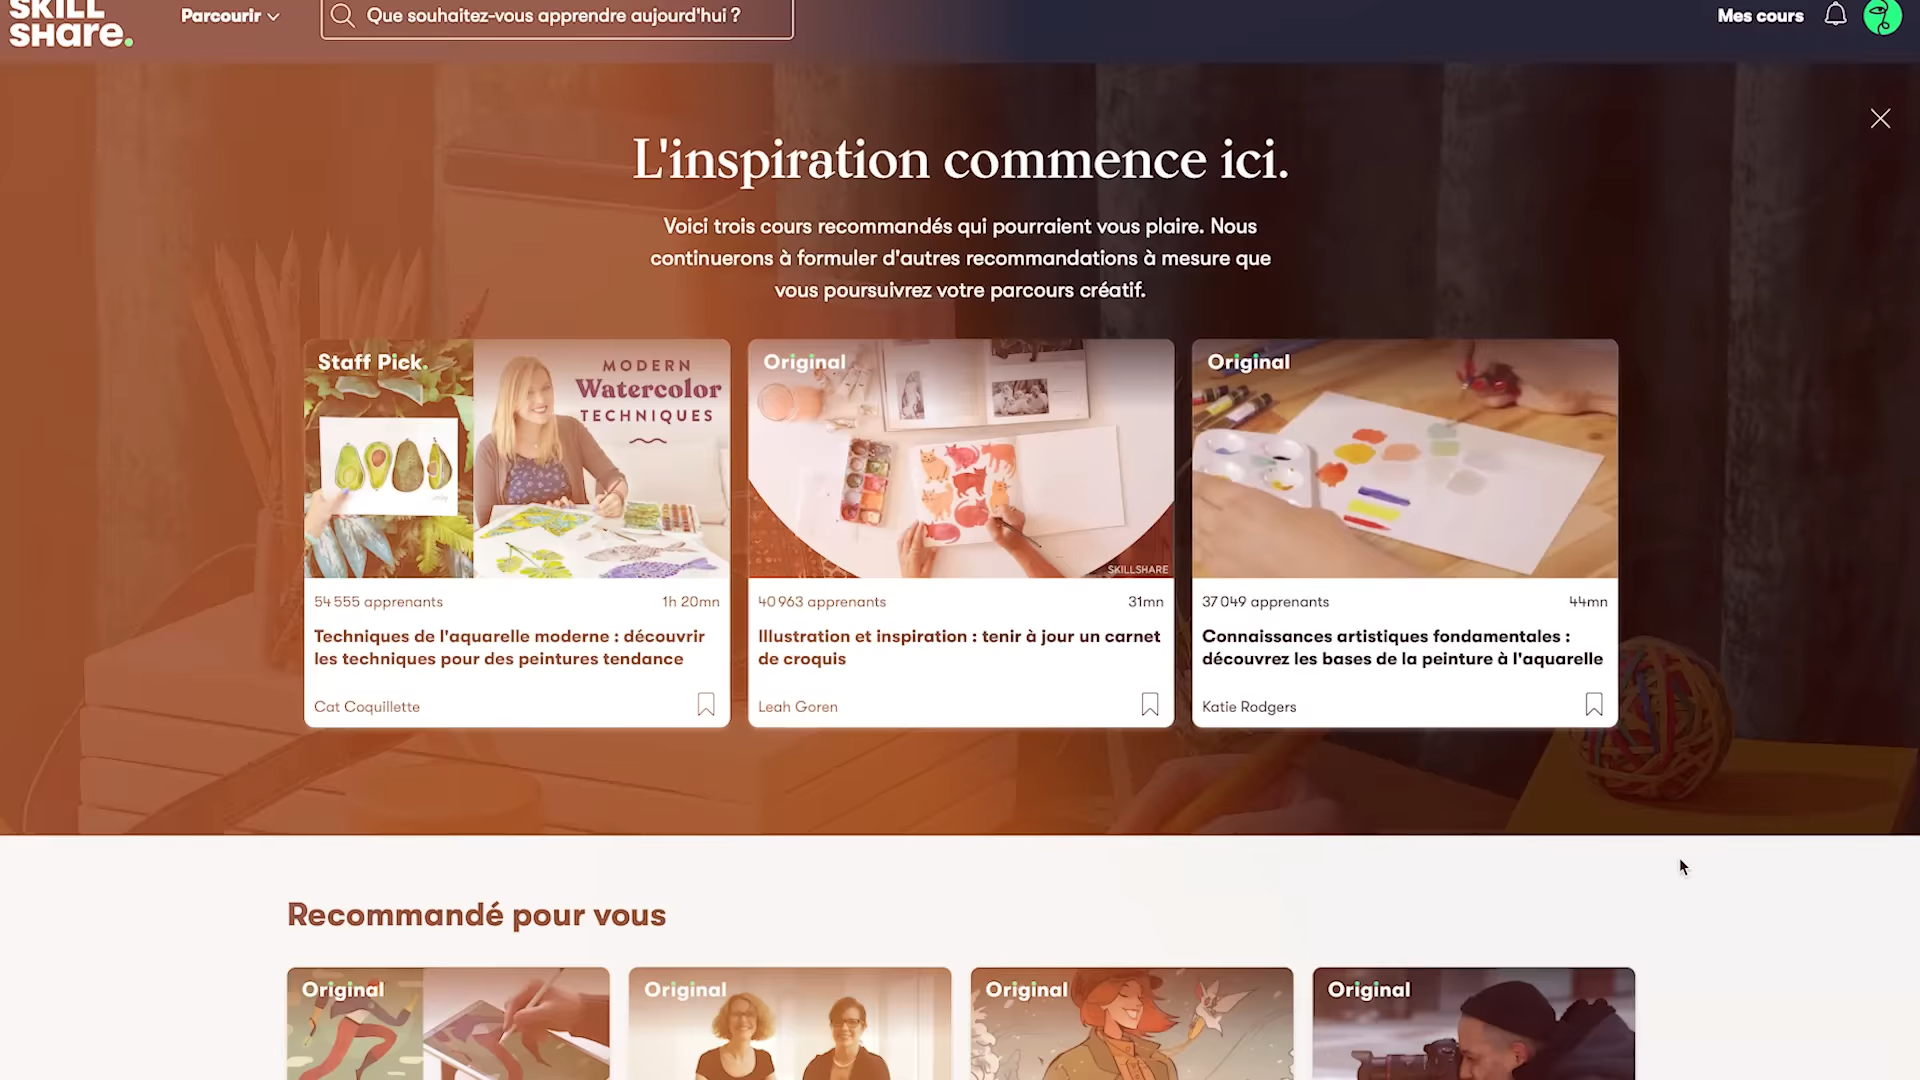 SKILL
SHare.
Parcourir
Que souhaitez-vous apprendre aujourd'hui ?
Mes cours
L'inspiration commence ici.
Voici trois cours recommandés qui pourraient vous plaire. Nous
continuerons à formuler d'autres recommandations à mesure que
vous poursuivrez votre parcours créatif.
Staff Pick.
MODERN
Watercolor
TECHNIQUES
54 555 apprenants
1h 20mn
Techniques de l'aquarelle moderne : découvrir
les techniques pour des peintures tendance
Cat Coquillette
Original
SKILLSHARE
40 963 apprenants
31mn
Illustration et inspiration : tenir à jour un carnet
de croquis
Leah Goren
Original
37 049 apprenants
44mn
Connaissances artistiques fondamentales :
découvrez les bases de la peinture à l'aquarelle
Katie Rodgers
Recommandé pour vous
Original
Original
Original
Original